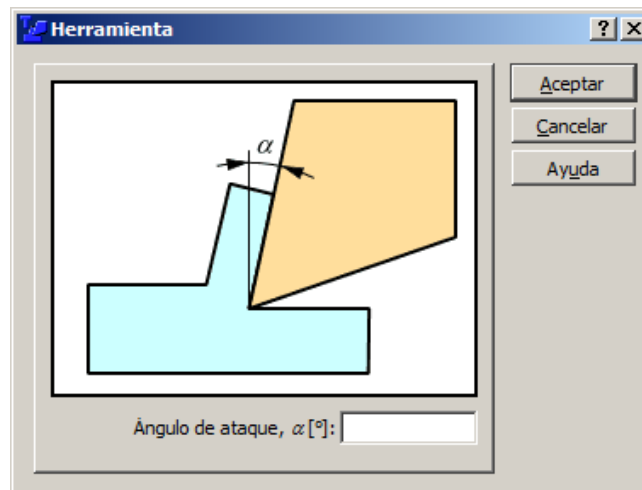 Herramienta
Aceptar
Cancelar
Ayuda
α
Ángulo de ataque, α [º]: